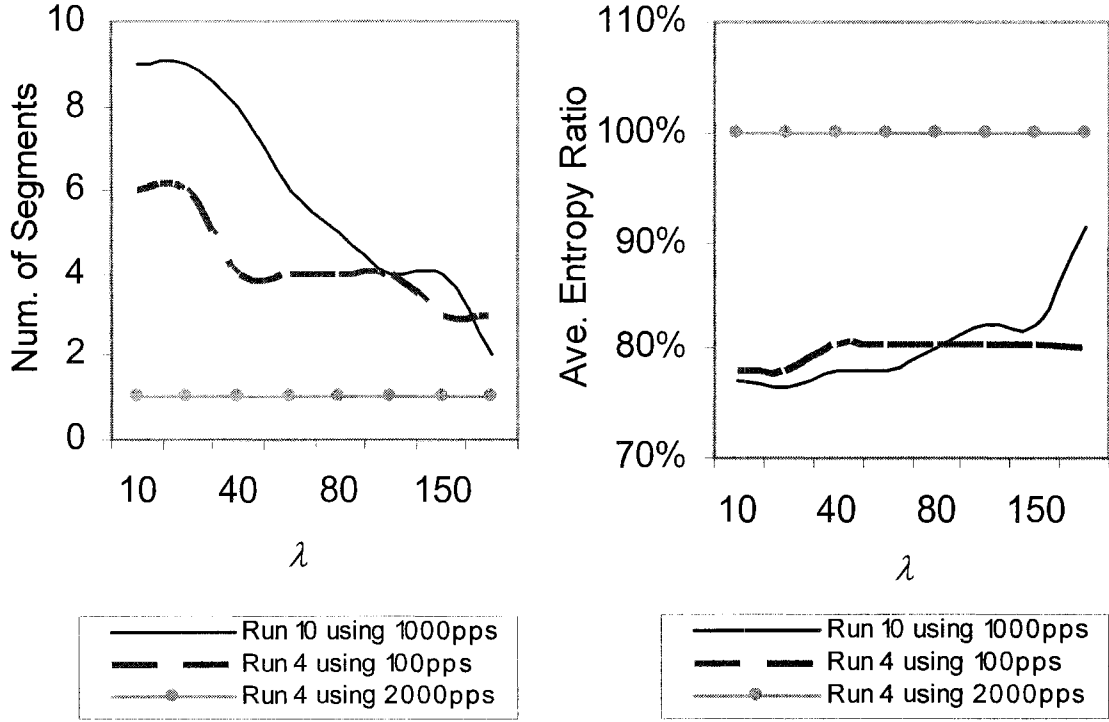 Num. of Segments
10
8
6
4
2
0
10 40 80 150
λ
Run 10 using 1000pps
Run 4 using 100pps
Run 4 using 2000pps
Ave. Entropy Ratio
110%
100%
90%
80%
70%
10 40 80 150
λ
Run 10 using 1000pps
Run 4 using 100pps
Run 4 using 2000pps